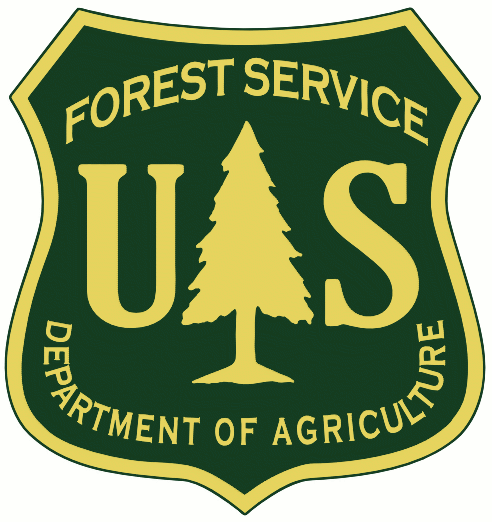 FOREST SERVICE
U S
DEPARTMENT OF AGRICULTURE